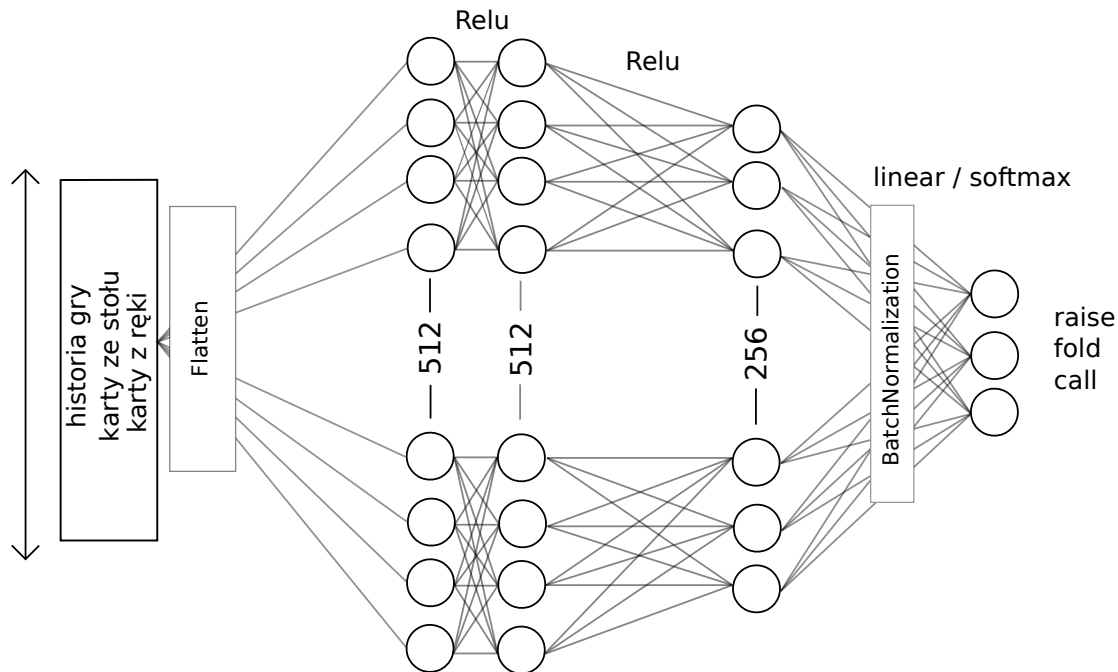 Relu
Relu
linear / softmax
historia gry
karty ze stołu
karty z ręki
Flatten
512
512
256
BatchNormalization
raise
fold
call